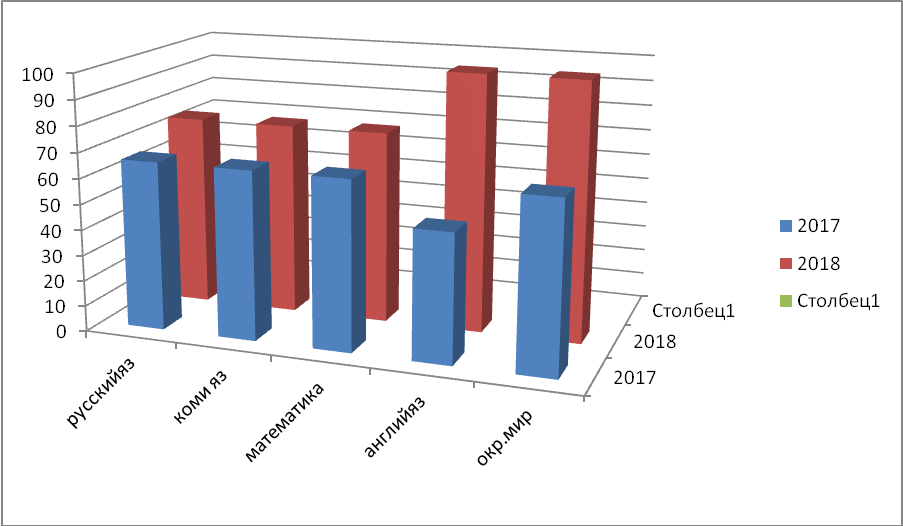 100
90
80
70
60
50
40
30
20
10
0
русскийяз
коми яз
математика
английяз
окр.мир
Столбец1
2018
2017
2017
2018
Столбец1